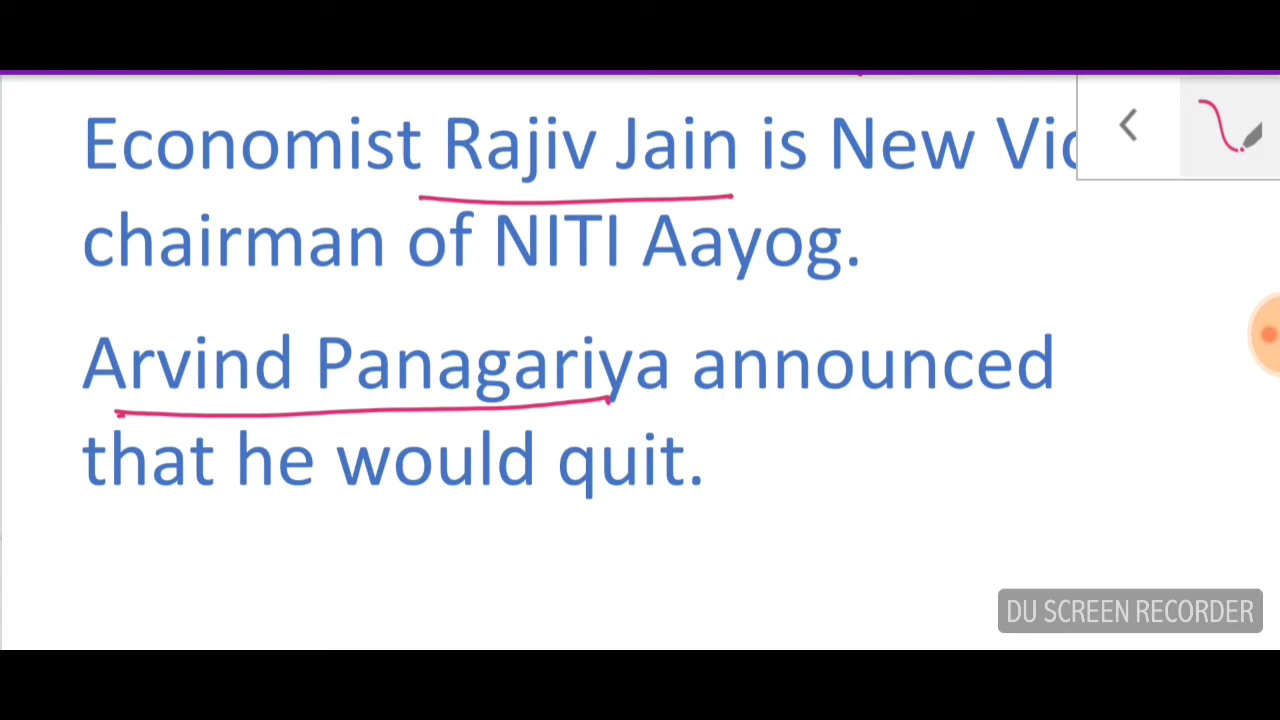 Economist Rajiv Jain is New
chairman of NITI Aayog.
Arvind Panagariya announced
that he would quit.
DU SCREEN RECORDER